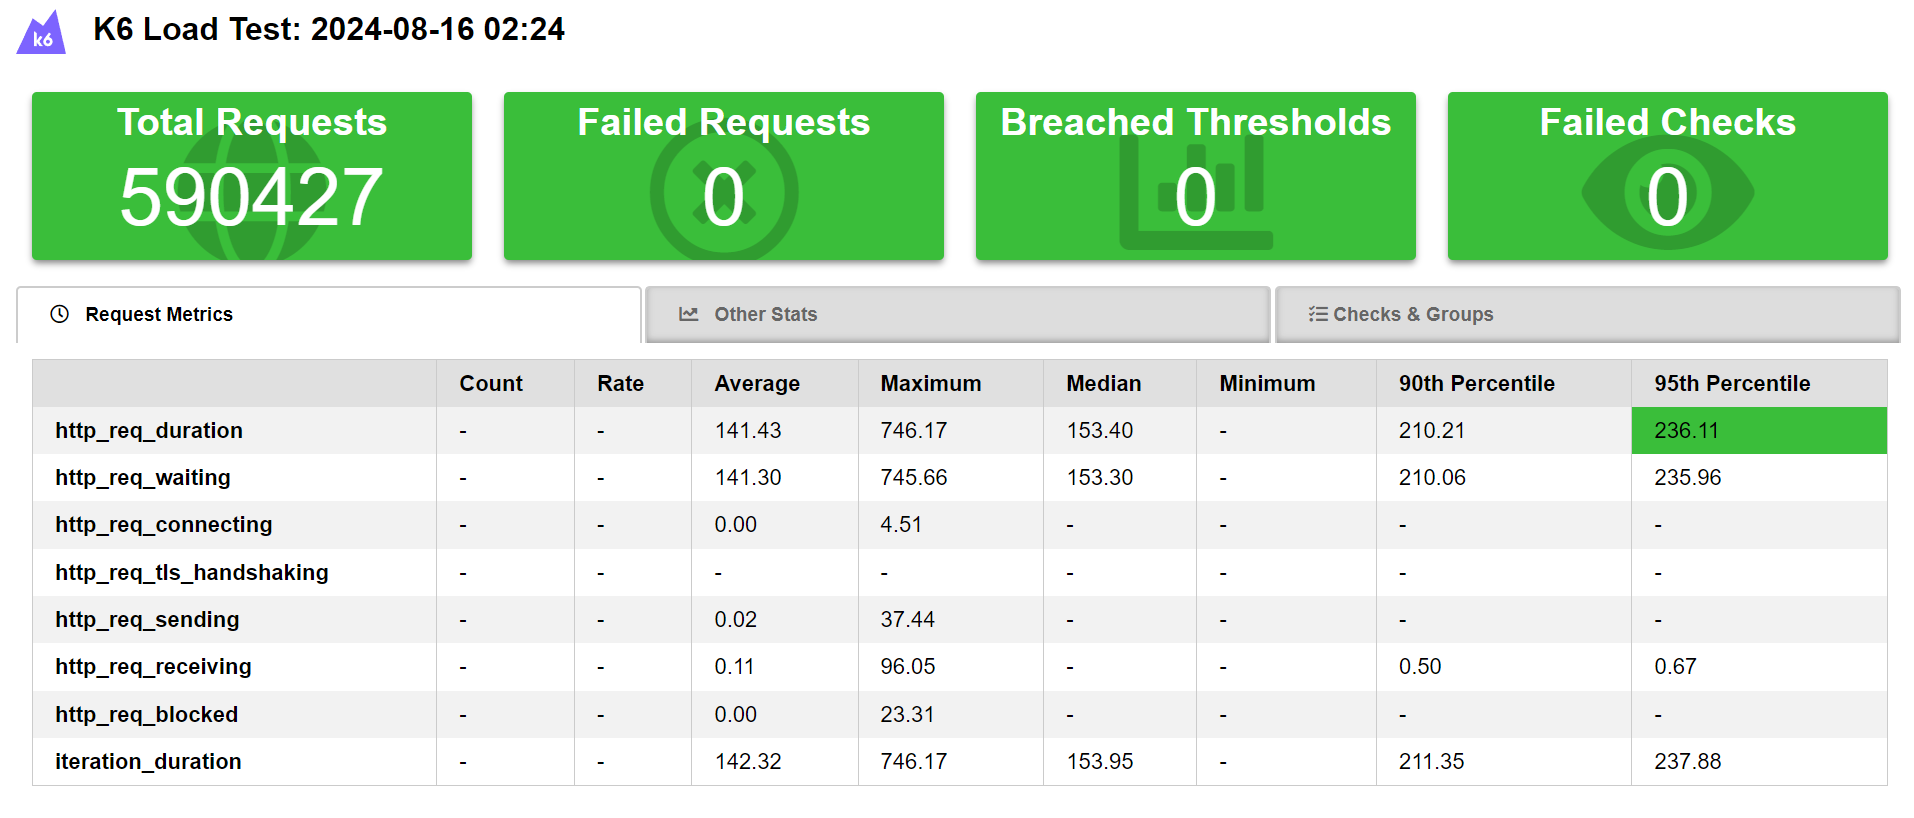 k6 K6 Load Test: 2024-08-16 02:24
Total Requests Failed Requests Breached Thresholds Failed Checks
590427 0 0 0
Request Metrics Other Stats Checks & Groups
Count Rate Average Maximum Median Minimum 90th Percentile 95th Percentile
http_req_duration - - 141.43 746.17 153.40 - 210.21 236.11
http_req_waiting - - 141.30 745.66 153.30 - 210.06 235.96
http_req_connecting - - 0.00 4.51 - - - -
http_req_tls_handshaking - - - - - - - -
http_req_sending - - 0.02 37.44 - - - -
http_req_receiving - - 0.11 96.05 - - 0.50 0.67
http_req_blocked - - 0.00 23.31 - - - -
iteration_duration - - 142.32 746.17 153.95 - 211.35 237.88